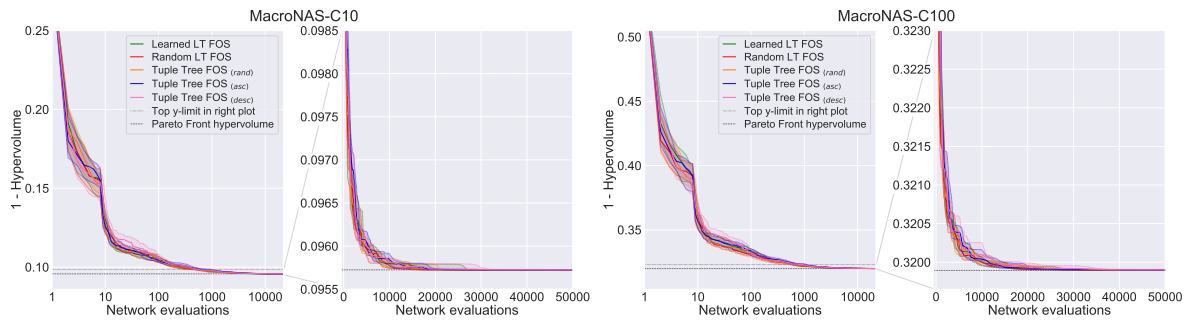 MacroNAS-C10
1 - Hypervolume
0.25
0.20
0.15
0.10
Learned LT FOS
Random LT FOS
Tuple Tree FOS (rand)
Tuple Tree FOS (asc)
Tuple Tree FOS (desc)
Top y-limit in right plot
Pareto Front hypervolume
1 10 100 1000 10000
Network evaluations
0.0985
0.0980
0.0975
0.0970
0.0965
0.0960
0.0955
0 10000 20000 30000 40000 50000
Network evaluations
MacroNAS-C100
1 - Hypervolume
0.50
0.45
0.40
0.35
Learned LT FOS
Random LT FOS
Tuple Tree FOS (rand)
Tuple Tree FOS (asc)
Tuple Tree FOS (desc)
Top y-limit in right plot
Pareto Front hypervolume
1 10 100 1000 10000
Network evaluations
0.3230
0.3225
0.3220
0.3215
0.3210
0.3205
0.3200
0 10000 20000 30000 40000 50000
Network evaluations